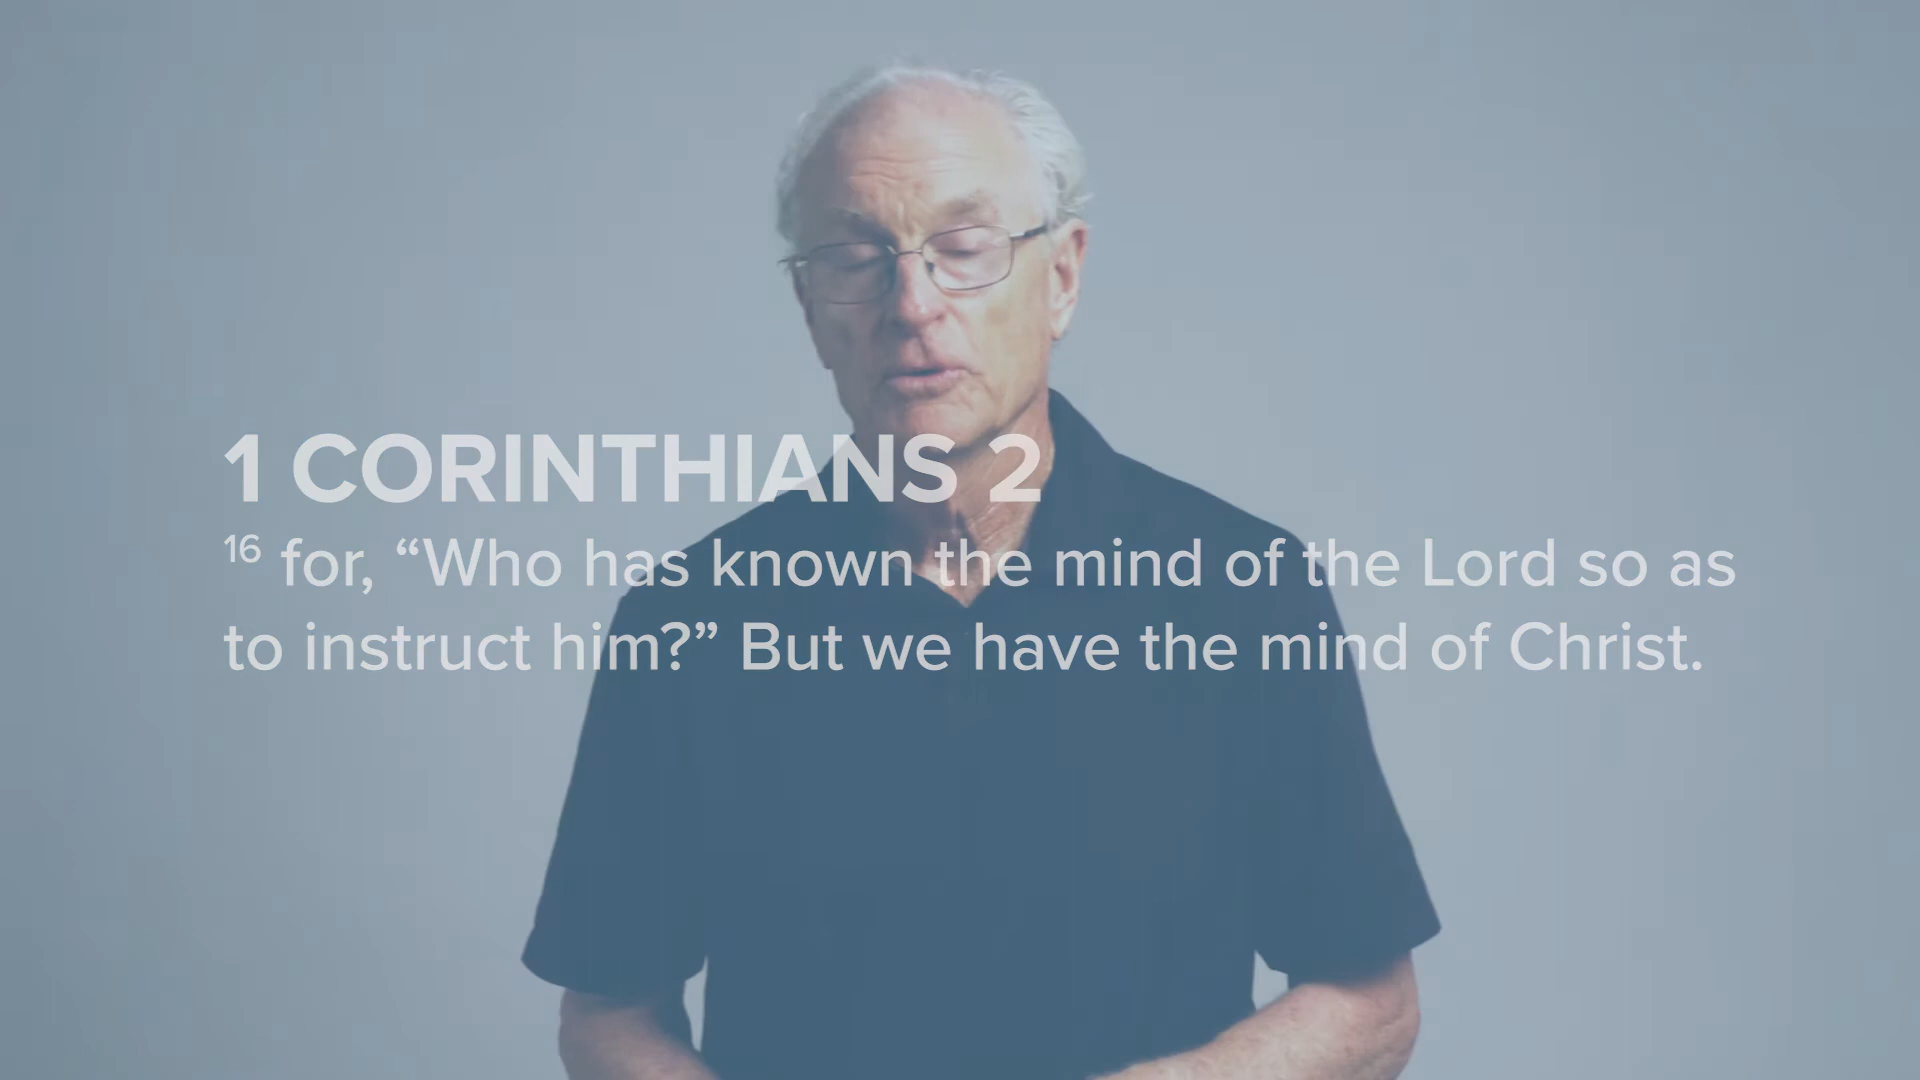 1 CORINTHIANS 2
16 for, “Who has known the mind of the Lord so as
to instruct him?” But we have the mind of Christ.